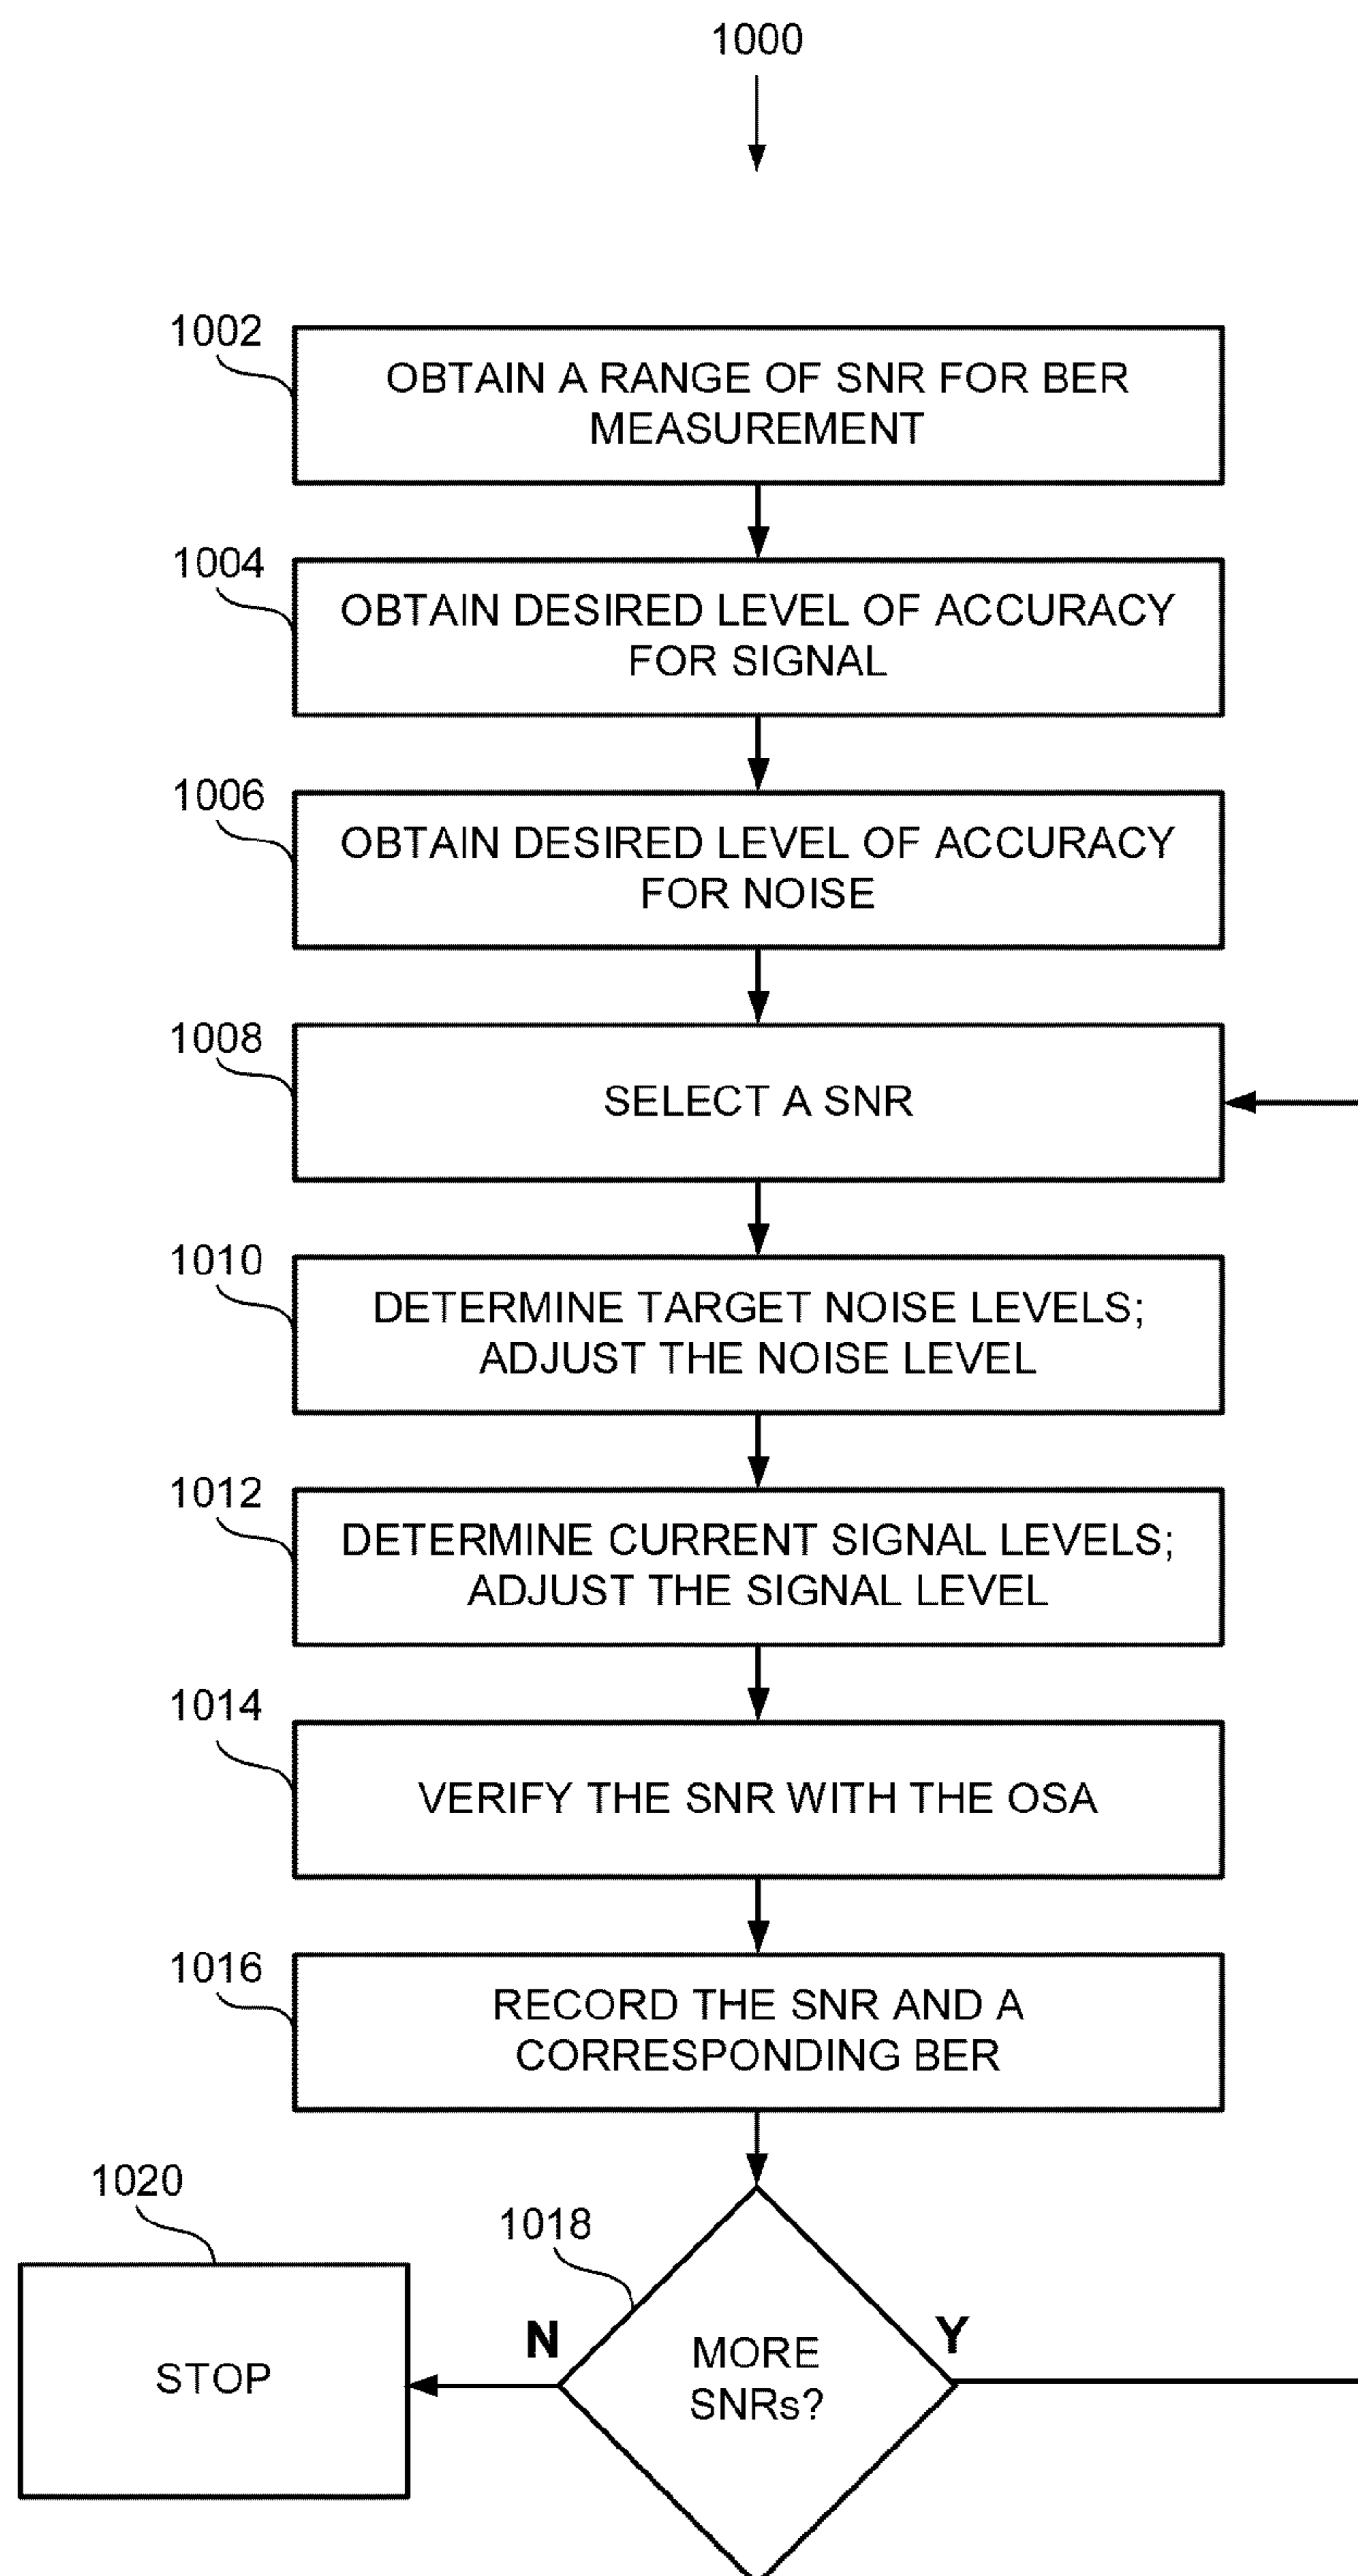 1000
1002
OBTAIN A RANGE OF SNR FOR BER
MEASUREMENT
1004
OBTAIN DESIRED LEVEL OF ACCURACY
FOR SIGNAL
1006
OBTAIN DESIRED LEVEL OF ACCURACY
FOR NOISE
1008
SELECT A SNR
1010
DETERMINE TARGET NOISE LEVELS;
ADJUST THE NOISE LEVEL
1012
DETERMINE CURRENT SIGNAL LEVELS;
ADJUST THE SIGNAL LEVEL
1014
VERIFY THE SNR WITH THE OSA
1016
RECORD THE SNR AND A
CORRESPONDING BER
1020
1018
N
Y
MORE
SNRs?
STOP